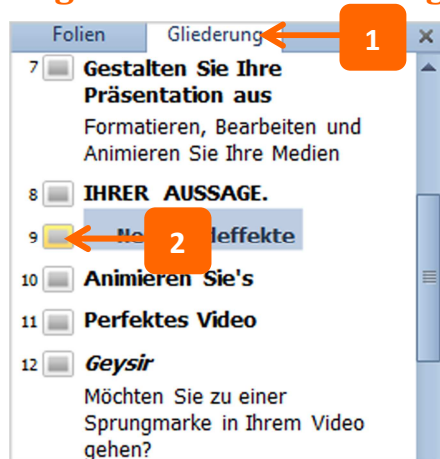 Folien Gliederung 1
7 Gestalten Sie Ihre
Präsentation aus
Formatieren, Bearbeiten und
Animieren Sie Ihre Medien
8 IHRER AUSSAGE.
9 2
10 Animieren Sie's
11 Perfektes Video
12 Geysir
Möchten Sie zu einer
Sprungmarke in Ihrem Video
gehen?